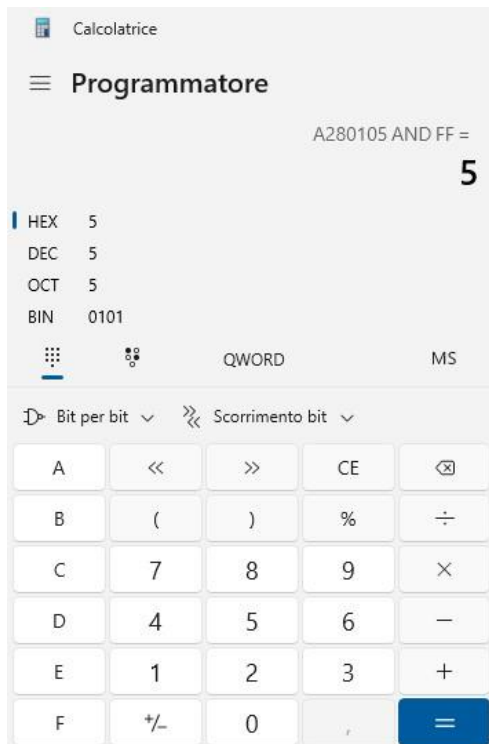 Calcolatrice
Programmatore
A280105 AND FF =
5
HEX 5
DEC 5
OCT 5
BIN 0101
QWORD MS
Bit per bit Scorrimento bit
A << >> CE
B ( ) % ÷
C 7 8 9 ×
D 4 5 6 −
E 1 2 3 +
F +/− 0 , =